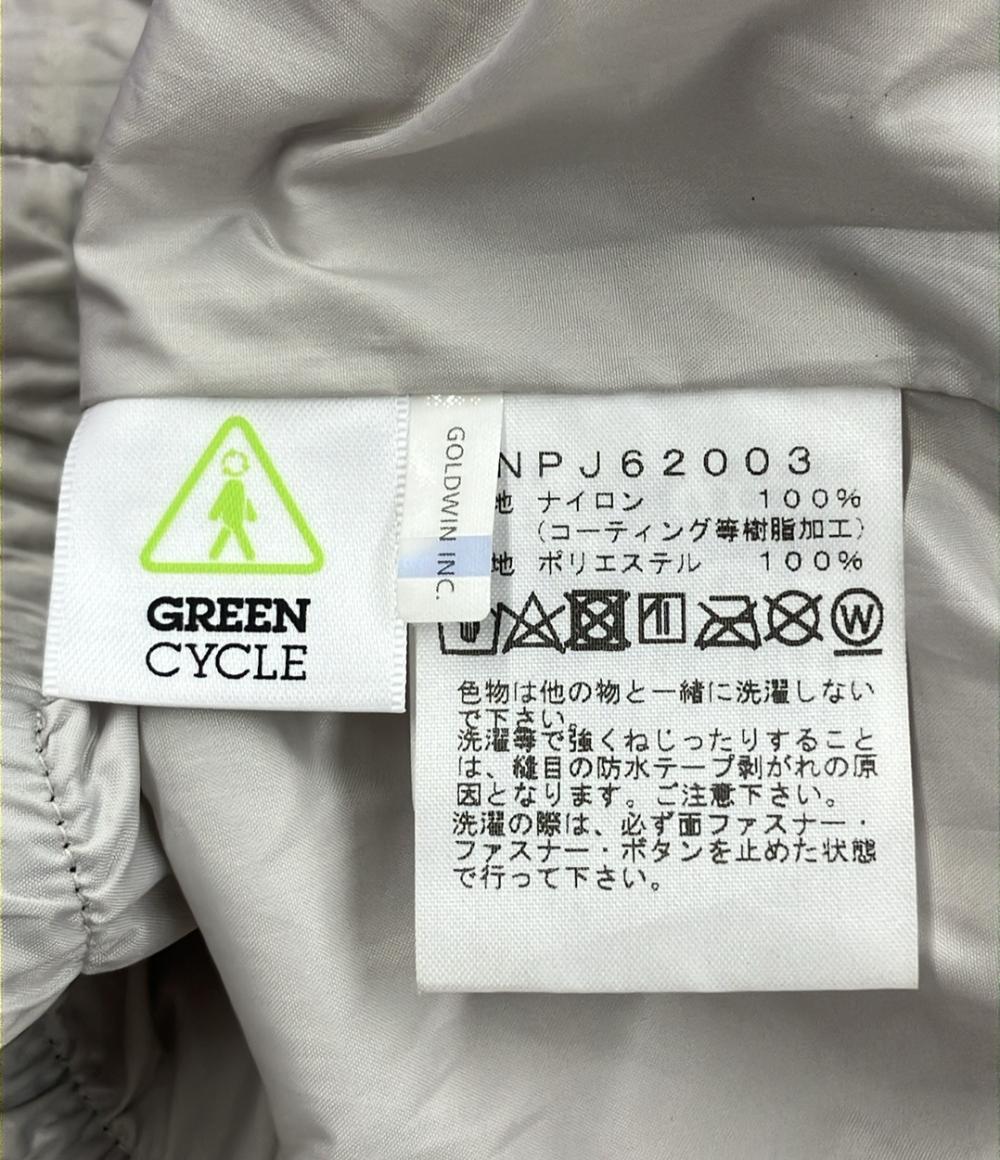 GREEN
CYCLE
GOLDWIN INC.
NPJ62003
地 ナイロン 100%
(コーティング等樹脂加工)
地 ポリエステル 100%
W
色物は他の物と一緒に洗濯しない
で下さい。
洗濯等で強くねじったりすること
は、縫目の防水テープ剥がれの原
因となります。ご注意下さい。
洗濯の際は、必ず面ファスナー・
ファスナー・ボタンを止めた状態
で行って下さい。